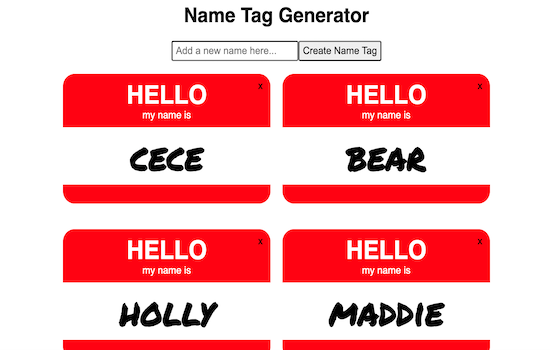 Name Tag Generator
Add a new name here... Create Name Tag
x x
HELLO HELLO
my name is my name is
CECE BEAR
x x
HELLO HELLO
my name is my name is
HOLLY MADDIE